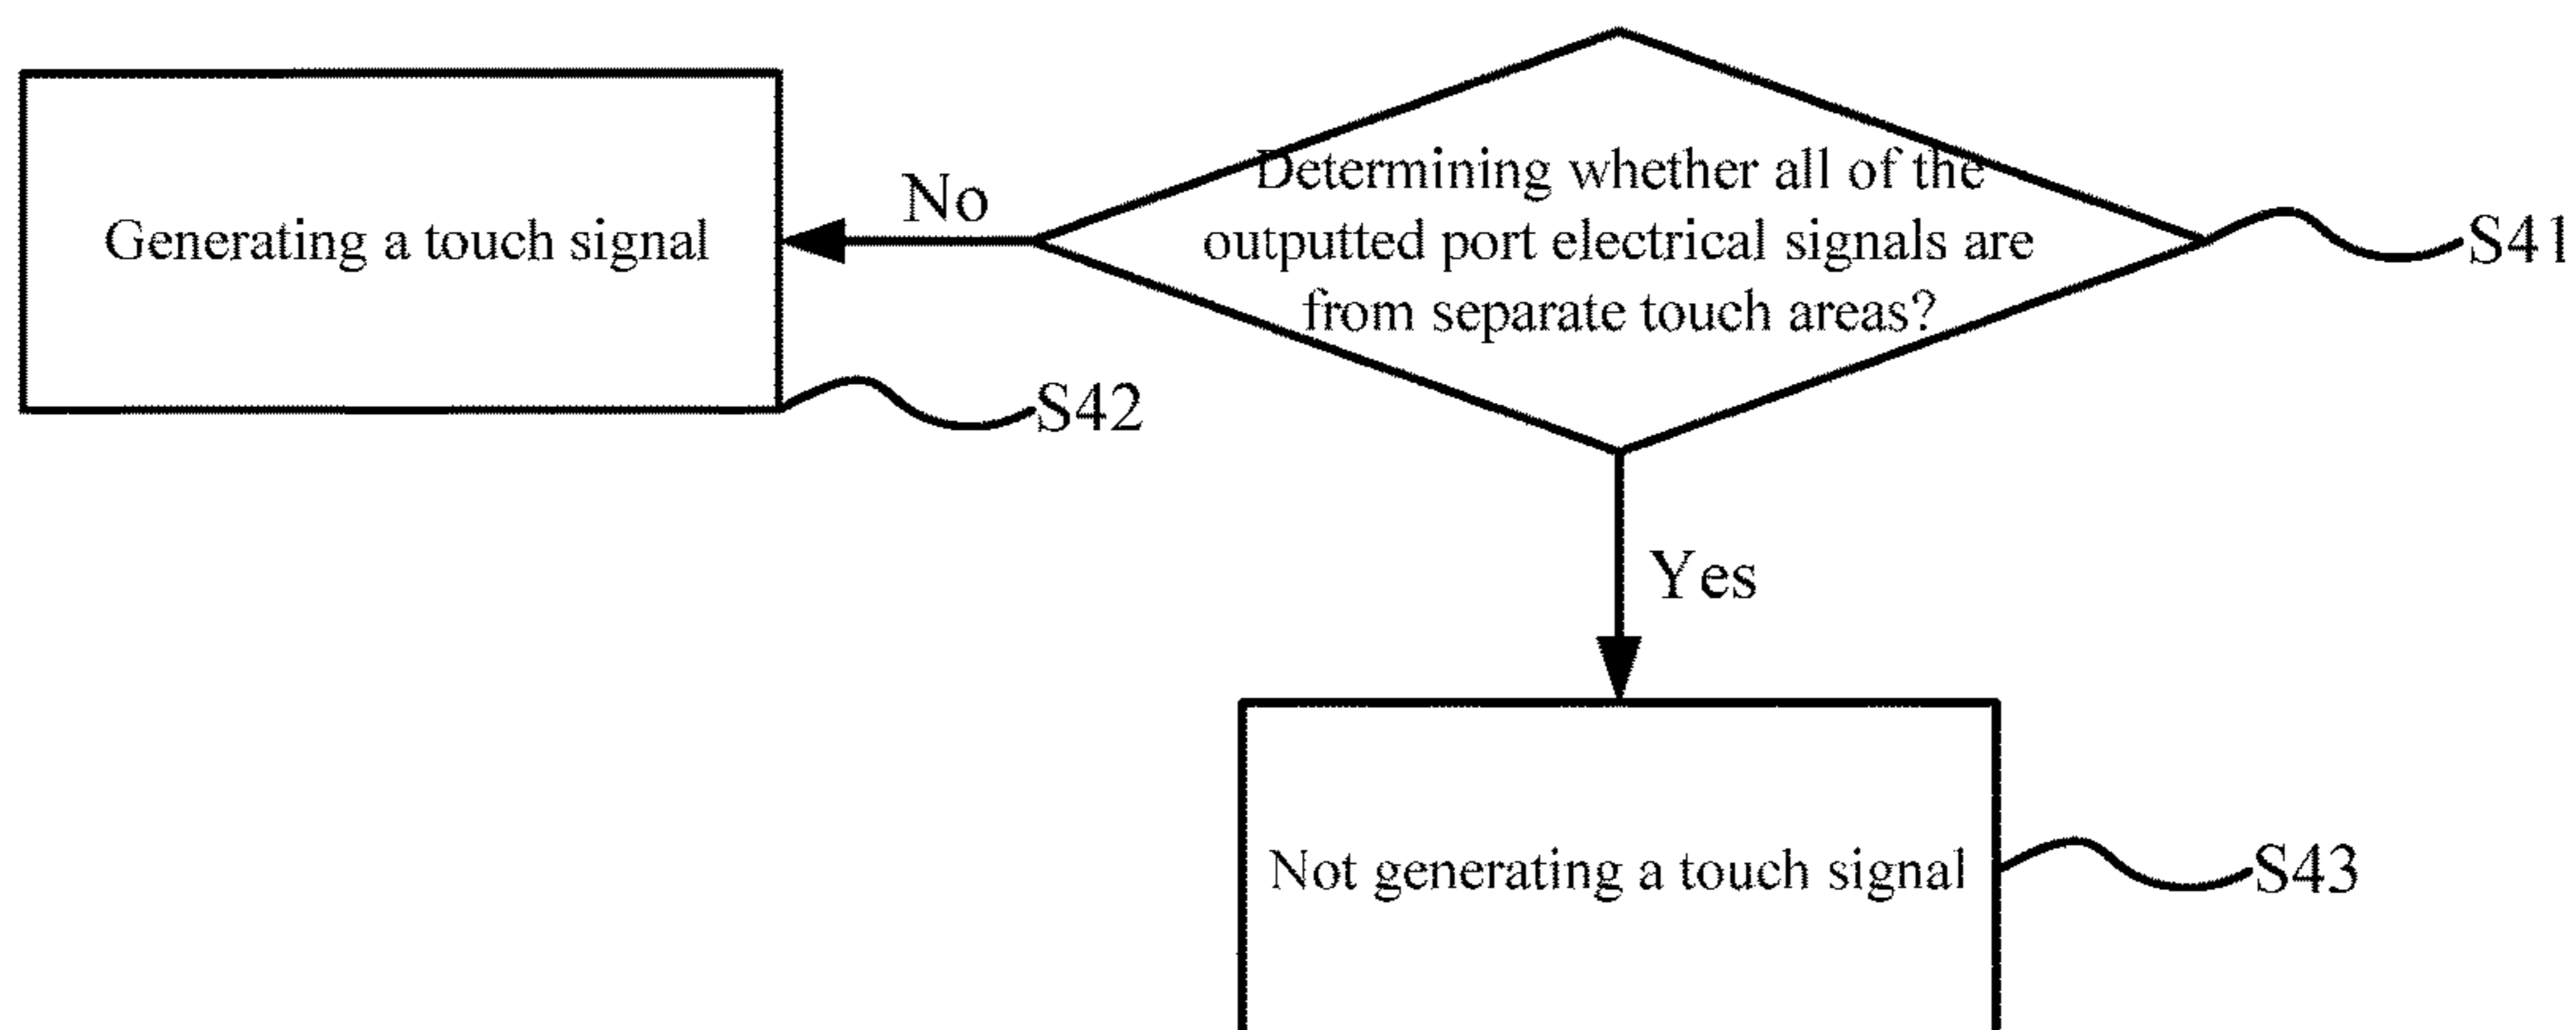 Generating a touch signal
No
Determining whether all of the
outputted port electrical signals are
from separate touch areas?
S41
S42
Yes
Not generating a touch signal
S43